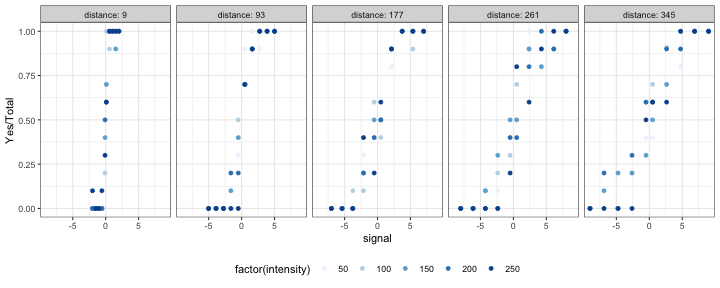 distance: 9 distance: 93 distance: 177 distance: 261 distance: 345
1.00
0.75
0.50
0.25
0.00
Yes/Total
-5 0 5 -5 0 5 -5 0 5 -5 0 5 -5 0 5
signal
factor(intensity) 50 100 150 200 250